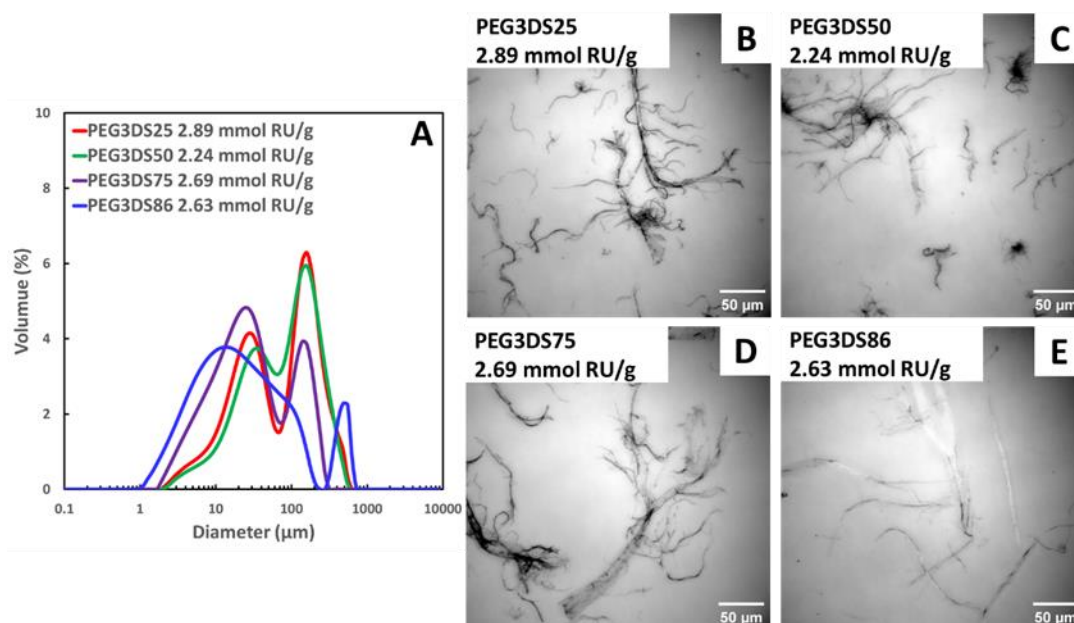 A
PEG3DS25 2.89 mmol RU/g
PEG3DS50 2.24 mmol RU/g
PEG3DS75 2.69 mmol RU/g
PEG3DS86 2.63 mmol RU/g
10
8
6
4
2
0
Volumue (%)
0.1 1 10 100 1000 10000
Diameter (µm)
PEG3DS25
2.89 mmol RU/g
B
50 µm
PEG3DS50
2.24 mmol RU/g
C
50 µm
PEG3DS75
2.69 mmol RU/g
D
50 µm
PEG3DS86
2.63 mmol RU/g
E
50 µm